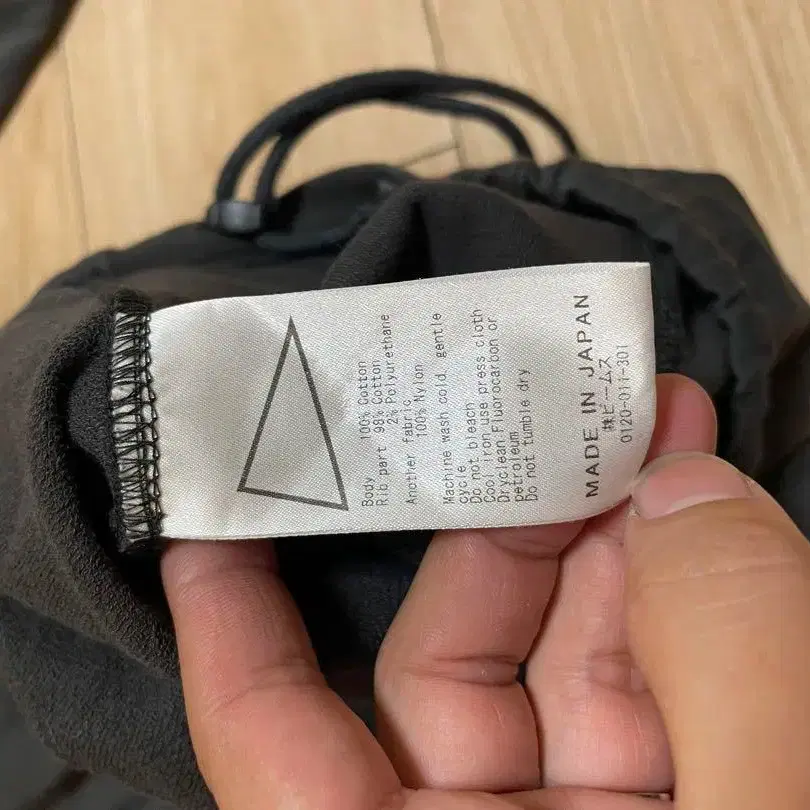 Body 100% Cotton
Rib part 98% Cotton
2% Polyurethane
Another fabric
100% Nylon
Machine wash cold, gentle
cycle
Do not bleach
Cool iron use press cloth
Dryclean Fluorocarbon or
petroleum
Do not tumble dry
MADE IN JAPAN
㈱ビームス
0120-011-301